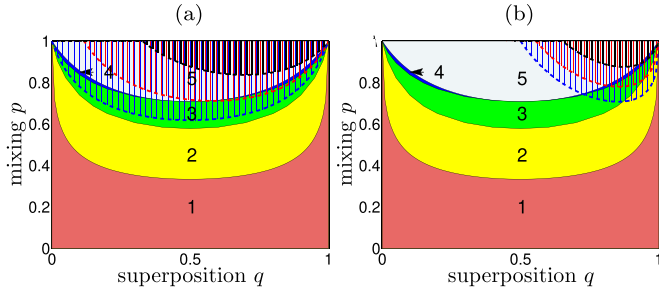 (a) (b)
1 1
0.8 4 5 0.8 4 5
mixing p 0.6 3 mixing p 0.6 3
0.4 2 0.4 2
0.2 1 0.2 1
0 0
0 0.5 1 0 0.5 1
superposition q superposition q